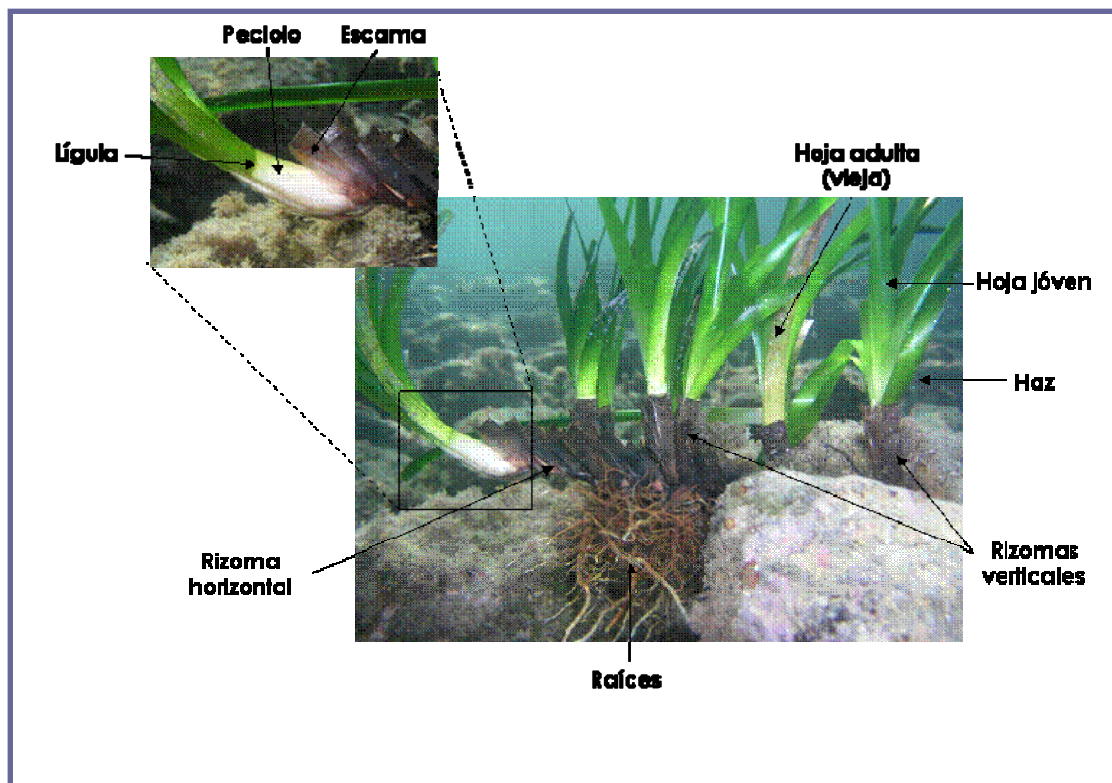 Peciolo
Escama
Lígula
Hoja adulta
(vieja)
Hoja jóven
Haz
Rizoma
horizontal
Rizomas
verticales
Raíces